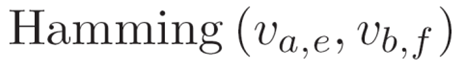 Hamming (v_{a,e}, v_{b,f})